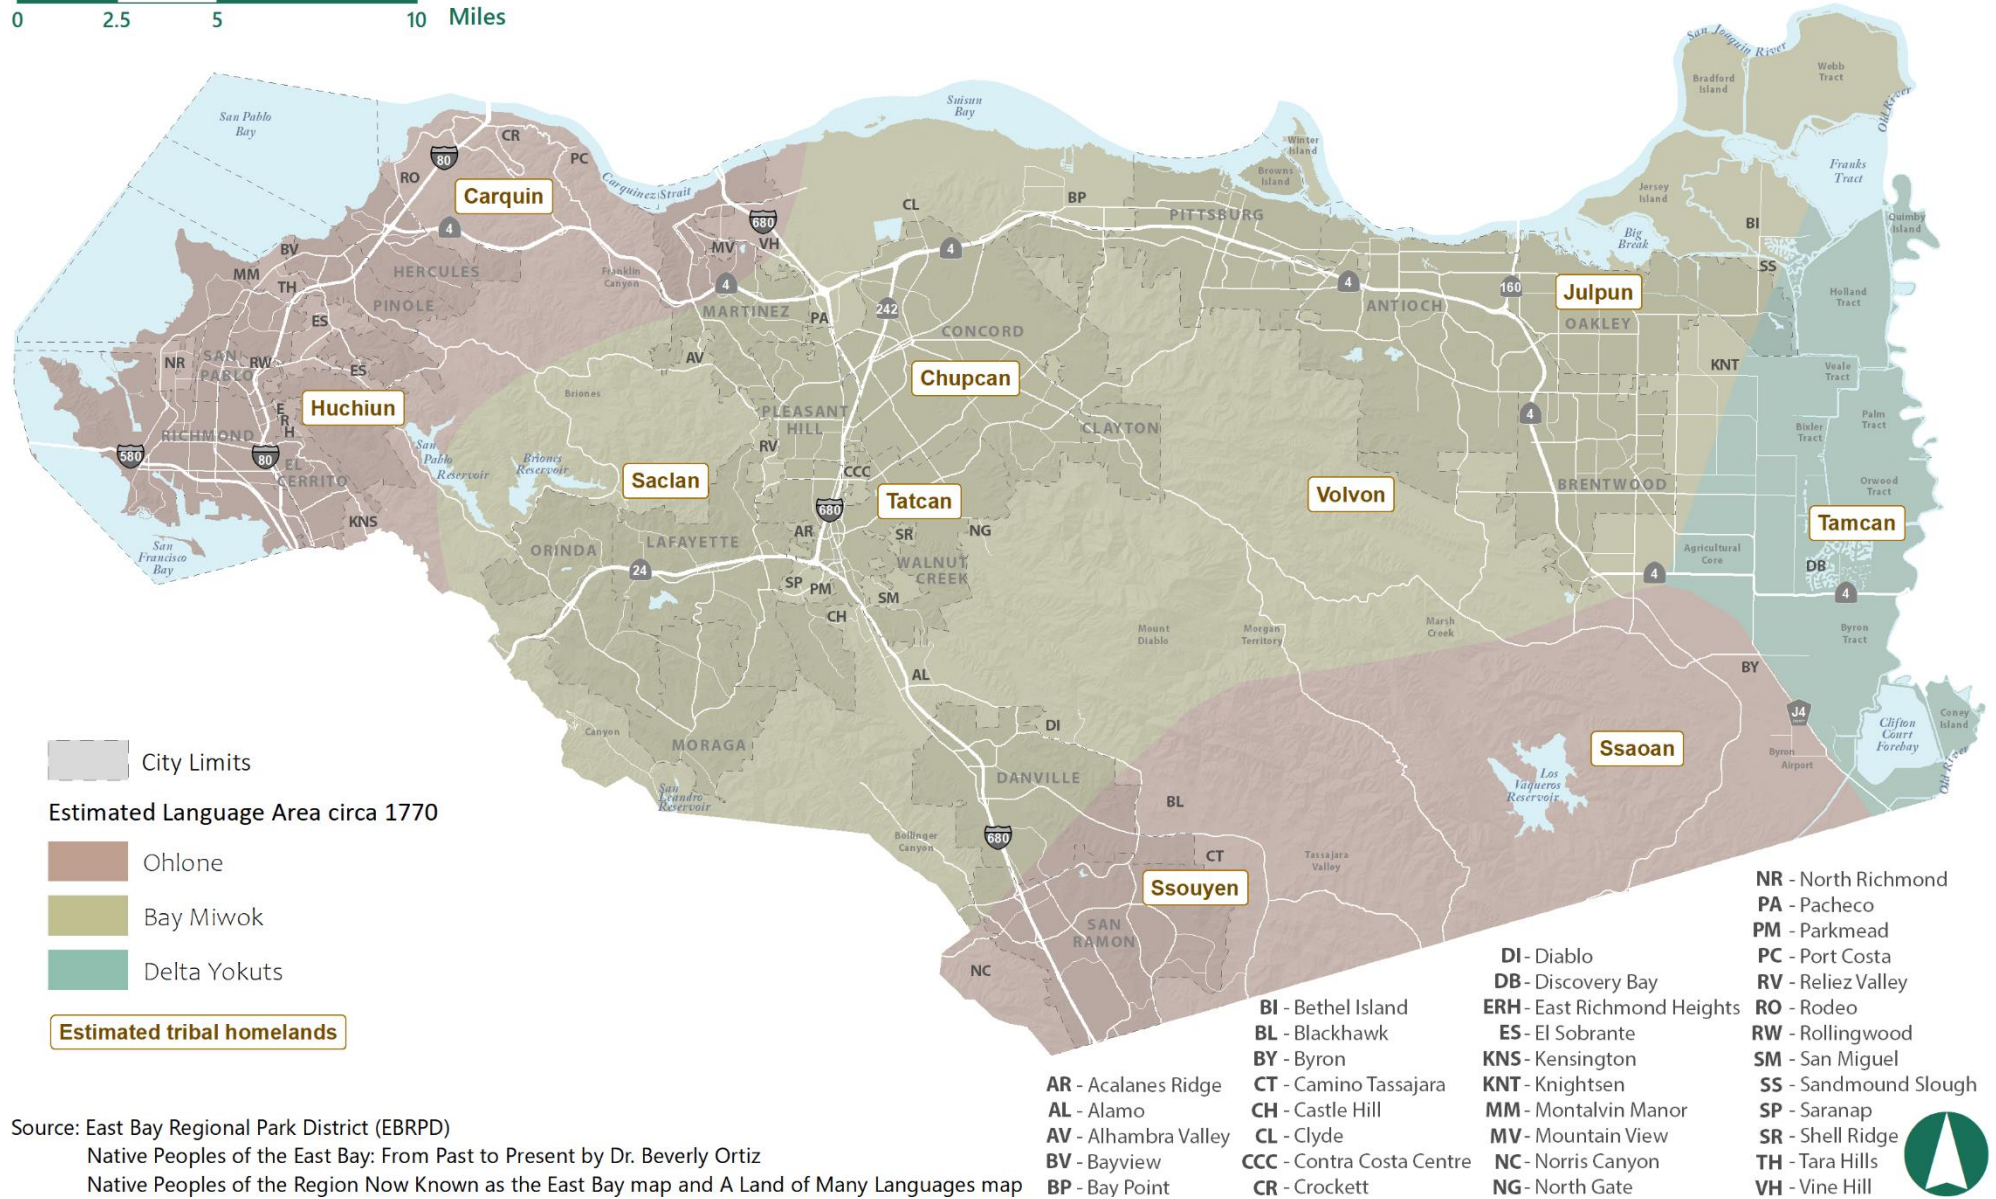 0 2.5 5 10 Miles
San Joaquin River
Bradford
Island
Webb
Tract
Old River
San Pablo
Bay
Suisun
Bay
CR
80
PC
RO
Carquin
Carquinez Strait
Winter
Island
Browns
Island
Franks
Tract
Jersey
Island
CL
BP
PITTSBURG
BI
Quimby
Island
4
680
MV
VH
4
Big
Break
BV
MM
TH
HERCULES
PINOLE
Franklin
Canyon
4
MARTINEZ
PA
242
CONCORD
4
ANTIOCH
160
Julpun
OAKLEY
SS
Holland
Tract
ES
NR
SAN
PABLO
RW
ES
AV
Chupcan
KNT
Veale
Tract
Huchiun
E
R
H
RICHMOND
Briones
PLEASANT
HILL
CLAYTON
4
Palm
Tract
Bixler
Tract
580
80
EL
CERRITO
San
Pablo
Reservoir
Briones
Reservoir
RV
CCC
Saclan
Tatcan
Volvon
BRENTWOOD
Orwood
Tract
Tamcan
KNS
San
Francisco
Bay
680
AR
SR
NG
ORINDA
LAFAYETTE
24
WALNUT
CREEK
Agricultural
Core
4
DB
4
SP
PM
SM
CH
Mount
Diablo
Morgan
Territory
Marsh
Creek
Byron
Tract
AL
BY
DI
Canyon
MORAGA
San
Leandro
Reservoir
DANVILLE
Ssaoan
J4
Clifton
Court
Forebay
Coney
Island
Old River
Byron
Airport
Los
Vaqueros
Reservoir
BL
680
Bollinger
Canyon
CT
Tassajara
Valley
Ssouyen
SAN
RAMON
NC
City Limits
Estimated Language Area circa 1770
Ohlone
Bay Miwok
Delta Yokuts
Estimated tribal homelands
Source: East Bay Regional Park District (EBRPD)
Native Peoples of the East Bay: From Past to Present by Dr. Beverly Ortiz
Native Peoples of the Region Now Known as the East Bay map and A Land of Many Languages map
AR - Acalanes Ridge
AL - Alamo
AV - Alhambra Valley
BV - Bayview
BP - Bay Point
BI - Bethel Island
BL - Blackhawk
BY - Byron
CT - Camino Tassajara
CH - Castle Hill
CL - Clyde
CCC - Contra Costa Centre
CR - Crockett
DI - Diablo
DB - Discovery Bay
ERH - East Richmond Heights
ES - El Sobrante
KNS - Kensington
KNT - Knightsen
MM - Montalvin Manor
MV - Mountain View
NC - Norris Canyon
NG - North Gate
NR - North Richmond
PA - Pacheco
PM - Parkmead
PC - Port Costa
RV - Reliez Valley
RO - Rodeo
RW - Rollingwood
SM - San Miguel
SS - Sandmound Slough
SP - Saranap
SR - Shell Ridge
TH - Tara Hills
VH - Vine Hill